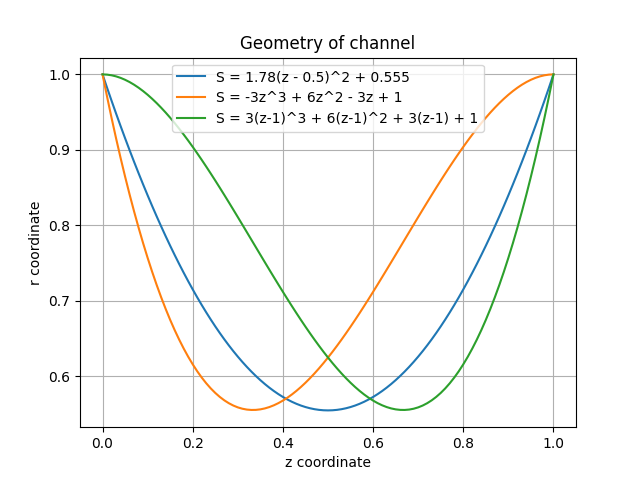 Geometry of channel
S = 1.78(z - 0.5)^2 + 0.555
S = -3z^3 + 6z^2 - 3z + 1
S = 3(z-1)^3 + 6(z-1)^2 + 3(z-1) + 1
r coordinate
1.0
0.9
0.8
0.7
0.6
0.0 0.2 0.4 0.6 0.8 1.0
z coordinate